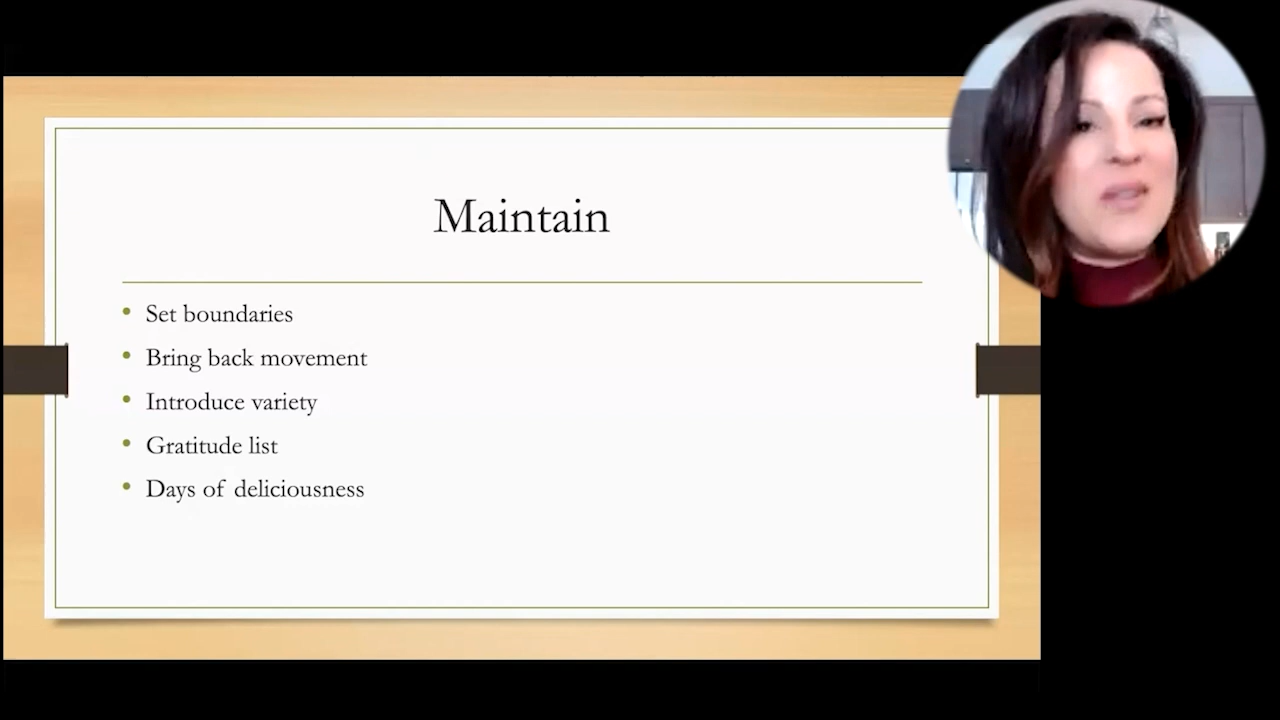 Maintain
Set boundaries
Bring back movement
Introduce variety
Gratitude list
Days of deliciousness